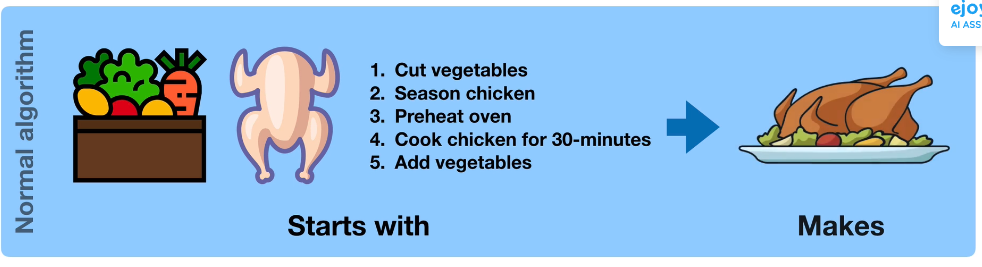 ejoy
AI ASS
Normal algorithm
1. Cut vegetables
2. Season chicken
3. Preheat oven
4. Cook chicken for 30-minutes
5. Add vegetables
Starts with
Makes